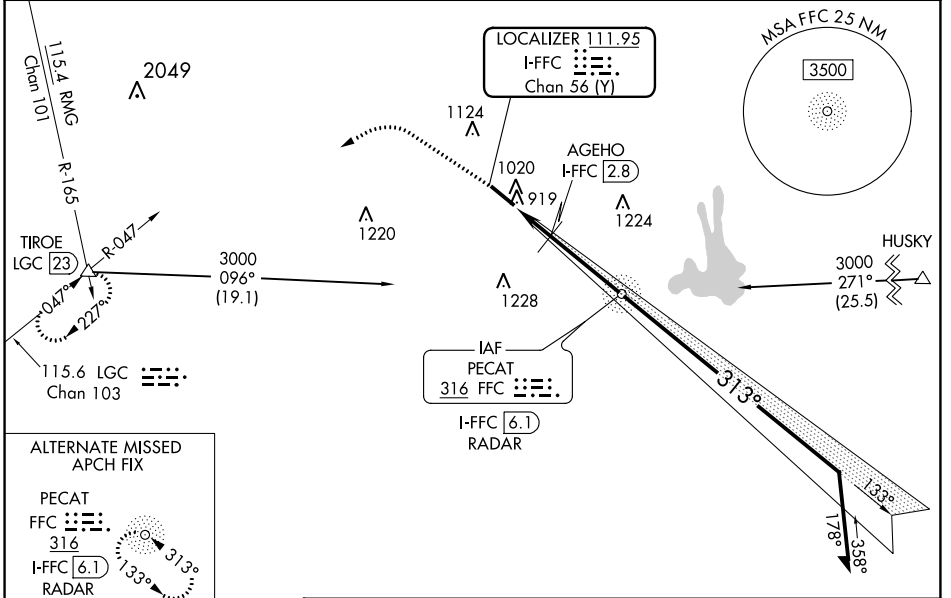 115.4 RMG
Chan 101
R-165
2049
LOCALIZER 111.95
I-FFC
Chan 56 (Y)
MSA FFC 25 NM
3500
1124
1020
919
AGEHO
I-FFC 2.8
1224
1220
1228
TIROE
LGC 23
R-047
047°
227°
3000
096°
(19.1)
115.6 LGC
Chan 103
HUSKY
3000
271°
(25.5)
IAF
PECAT
316 FFC
I-FFC 6.1
RADAR
313°
133°
178°
358°
ALTERNATE MISSED
APCH FIX
PECAT
FFC
316
I-FFC 6.1
RADAR
313°
133°